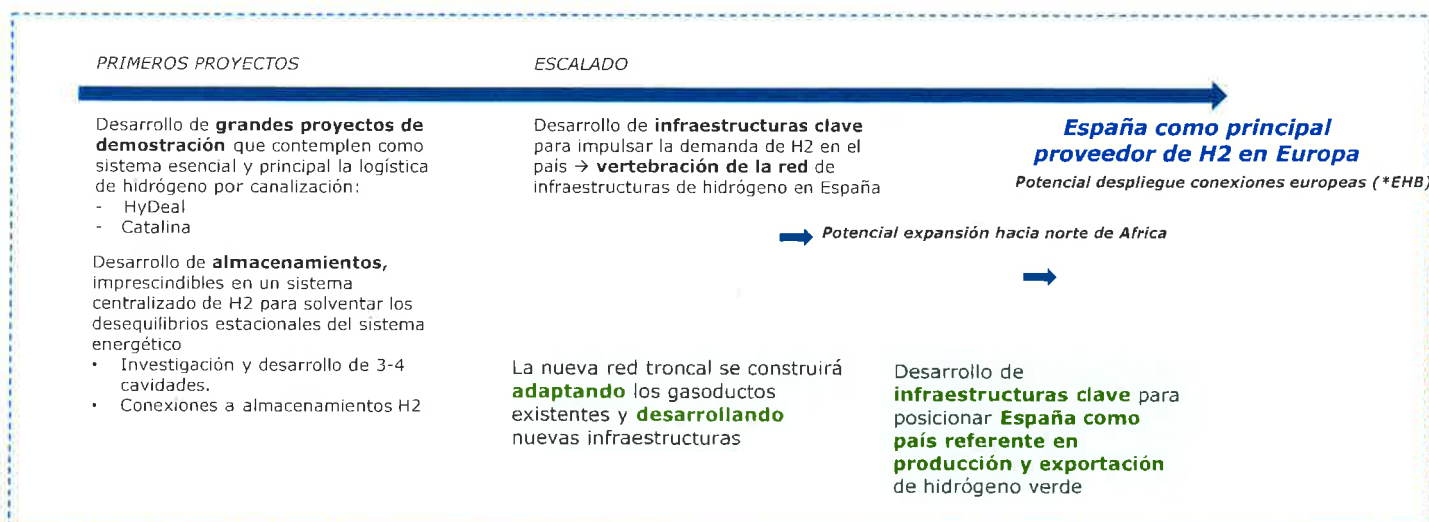 PRIMEROS PROYECTOS
ESCALADO
Desarrollo de grandes proyectos de
demostración que contemplen como
sistema esencial y principal la logística
de hidrógeno por canalización:
- HyDeal
- Catalina
Desarrollo de almacenamientos,
imprescindibles en un sistema
centralizado de H2 para solventar los
desequilibrios estacionales del sistema
energético
• Investigación y desarrollo de 3-4
cavidades.
• Conexiones a almacenamientos H2
Desarrollo de infraestructuras clave
para impulsar la demanda de H2 en el
país → vertebración de la red de
infraestructuras de hidrógeno en España
España como principal
proveedor de H2 en Europa
Potencial despliegue conexiones europeas (*EHB)
Potencial expansión hacia norte de Africa
La nueva red troncal se construirá
adaptando los gasoductos
existentes y desarrollando
nuevas infraestructuras
Desarrollo de
infraestructuras clave para
posicionar España como
país referente en
producción y exportación
de hidrógeno verde